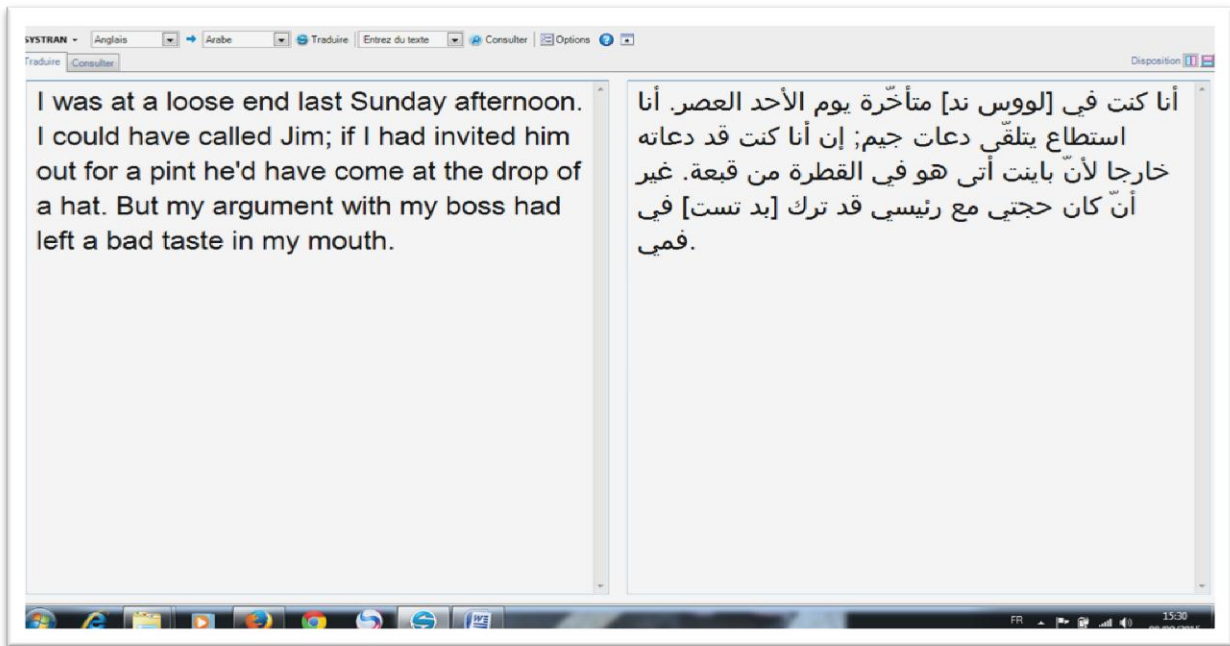 SYSTRAN Anglais Arabe Traduire Entrez du texte Consulter Options
Traduire Consulter Disposition
I was at a loose end last Sunday afternoon.
I could have called Jim; if I had invited him
out for a pint he'd have come at the drop of
a hat. But my argument with my boss had
left a bad taste in my mouth.
أنا كنت في [لووس ند] متأخّرة يوم الأحد العصر. أنا
استطاع يتلقّى دعات جيم; إن أنا كنت قد دعاته
خارجا لأنّ باينت أتى هو في القطرة من قبعة. غير
أنّ كان حجتي مع رئيسي قد ترك [بد تست] في
فمي.
FR 15:30